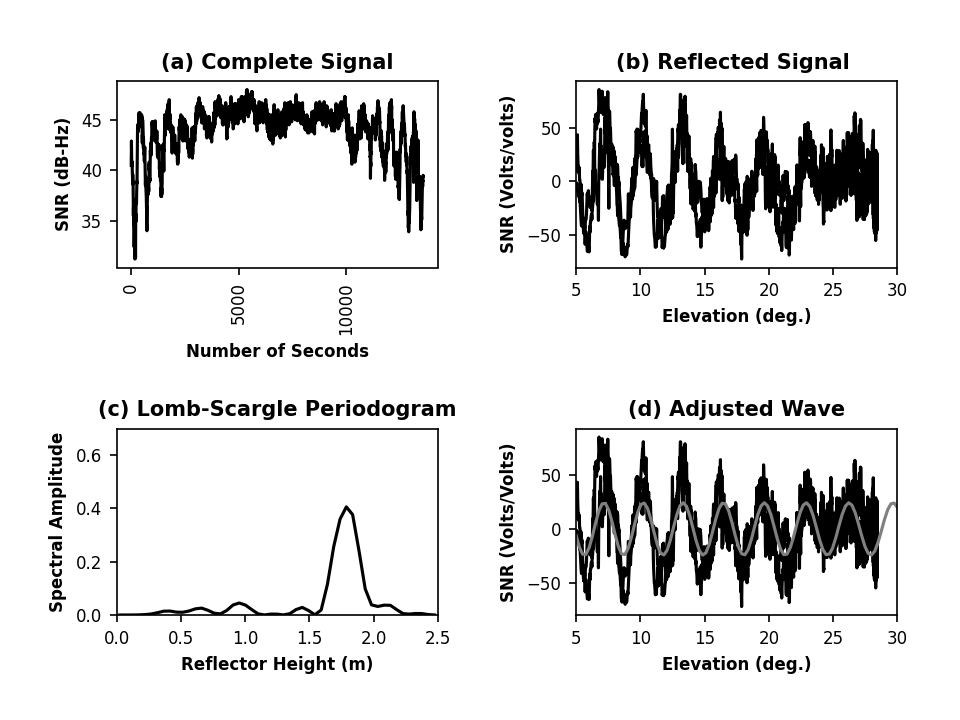 (a) Complete Signal
SNR (dB-Hz)
45
40
35
0
5000
10000
Number of Seconds
(b) Reflected Signal
SNR (Volts/volts)
50
0
−50
5 10 15 20 25 30
Elevation (deg.)
(c) Lomb-Scargle Periodogram
Spectral Amplitude
0.6
0.4
0.2
0.0
0.0 0.5 1.0 1.5 2.0 2.5
Reflector Height (m)
(d) Adjusted Wave
SNR (Volts/Volts)
50
0
−50
5 10 15 20 25 30
Elevation (deg.)